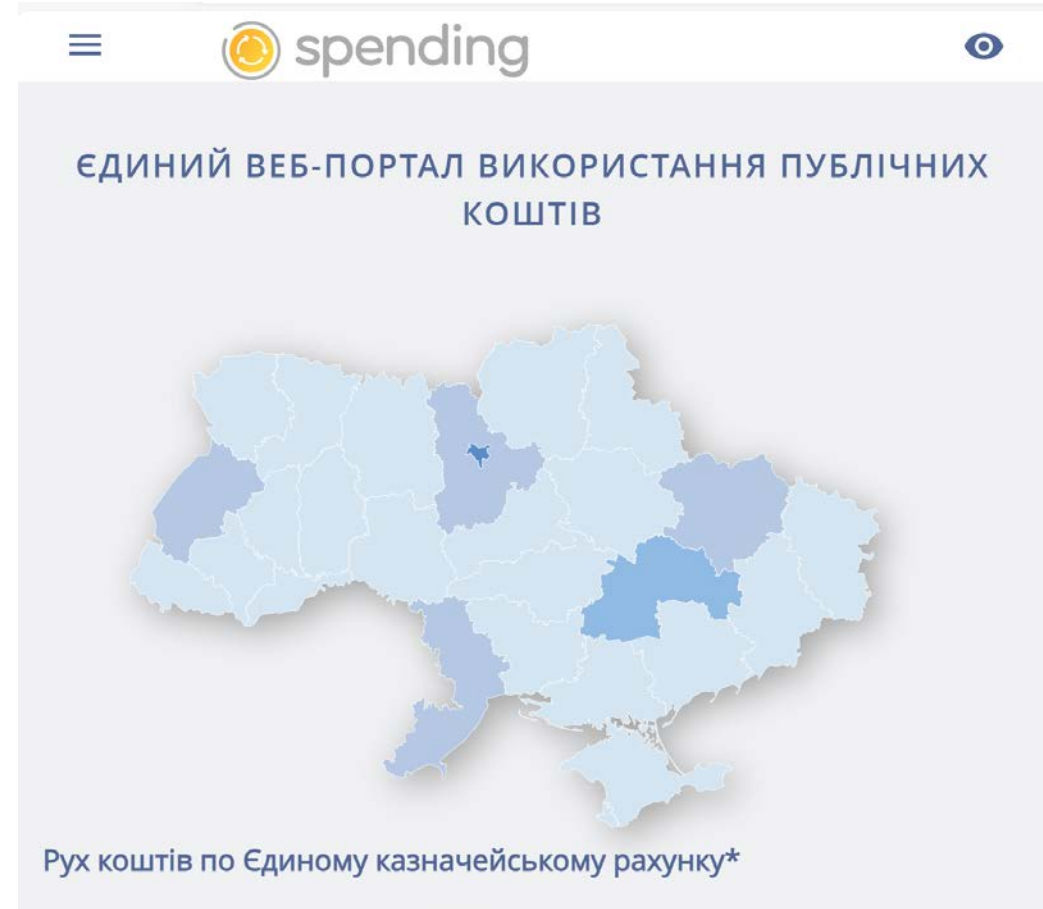 spending
ЄДИНИЙ ВЕБ-ПОРТАЛ ВИКОРИСТАННЯ ПУБЛІЧНИХ
КОШТІВ
Рух коштів по Єдиному казначейському рахунку*